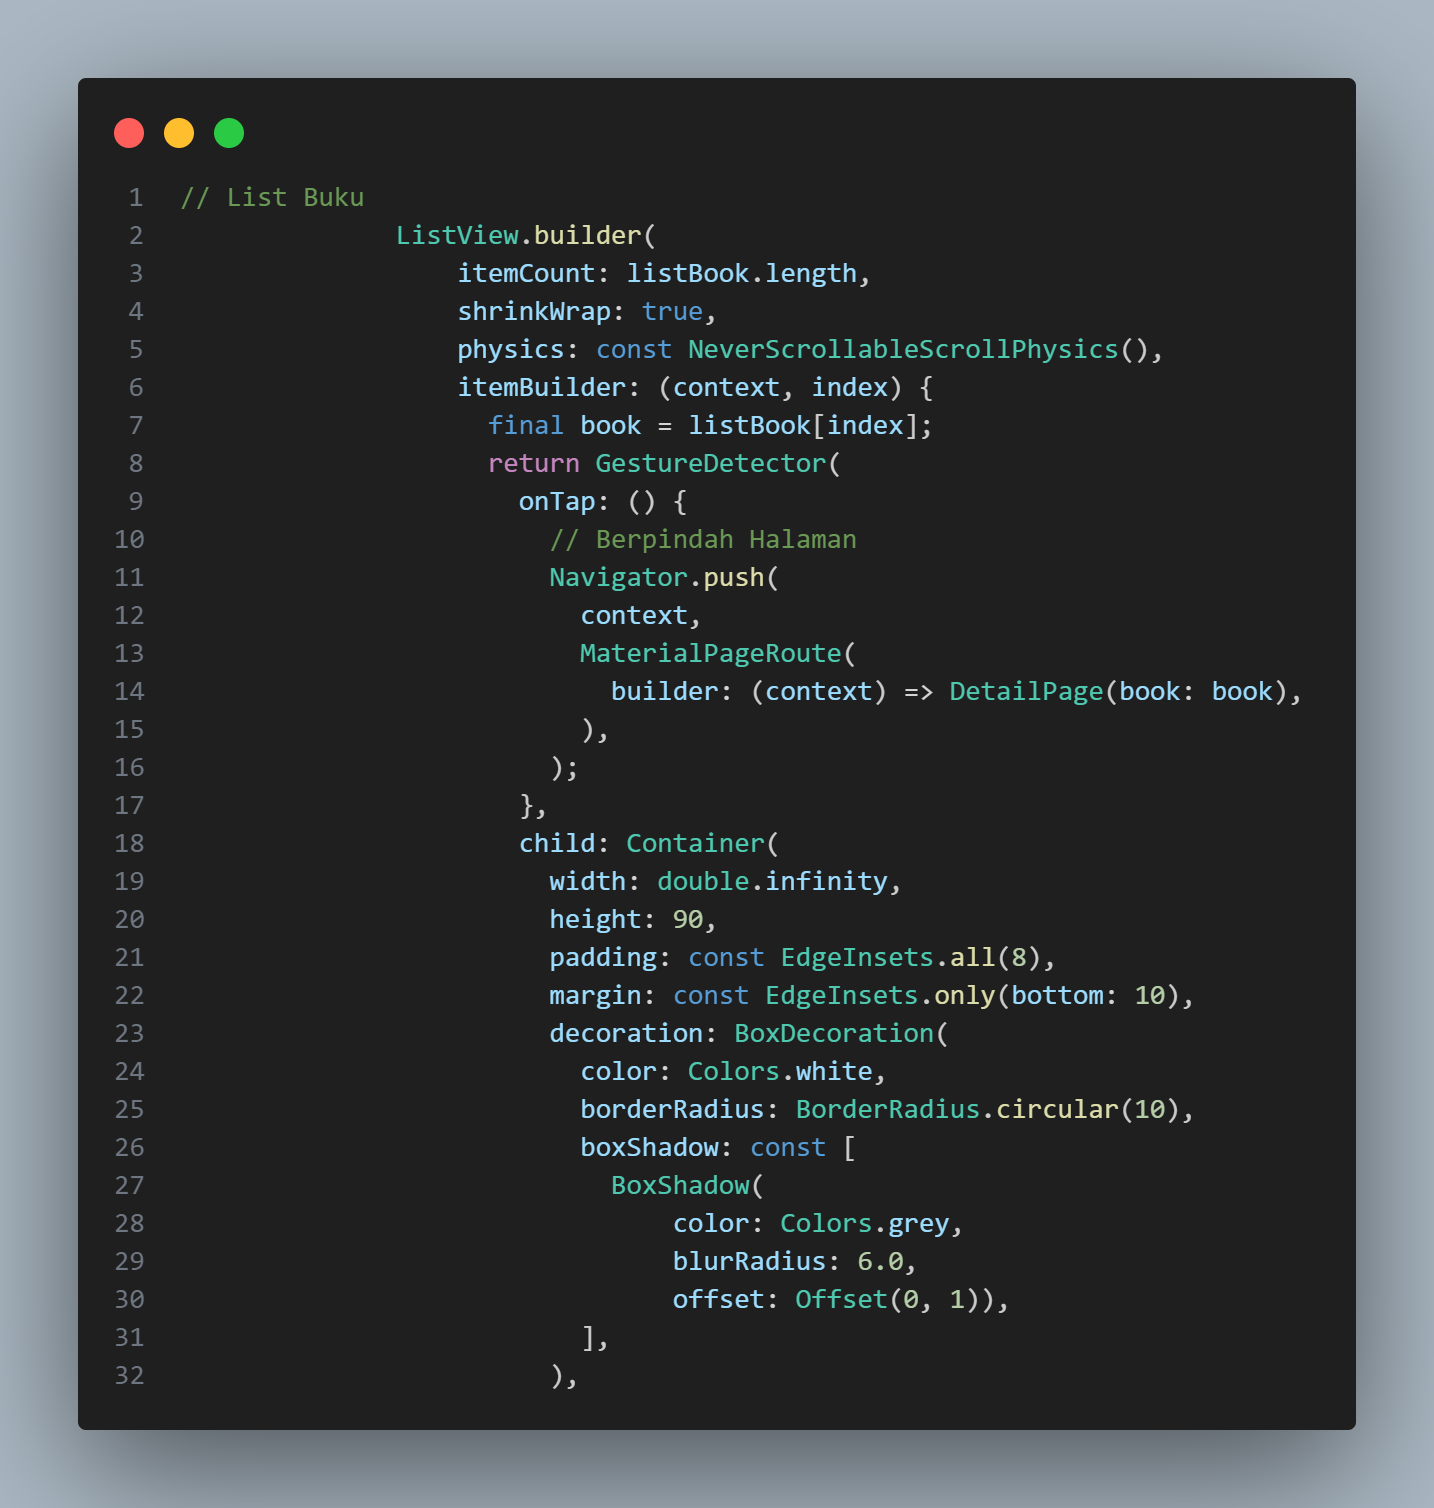 1 // List Buku
2 ListView.builder(
3 itemCount: listBook.length,
4 shrinkWrap: true,
5 physics: const NeverScrollableScrollPhysics(),
6 itemBuilder: (context, index) {
7 final book = listBook[index];
8 return GestureDetector(
9 onTap: () {
10 // Berpindah Halaman
11 Navigator.push(
12 context,
13 MaterialPageRoute(
14 builder: (context) => DetailPage(book: book),
15 ),
16 );
17 },
18 child: Container(
19 width: double.infinity,
20 height: 90,
21 padding: const EdgeInsets.all(8),
22 margin: const EdgeInsets.only(bottom: 10),
23 decoration: BoxDecoration(
24 color: Colors.white,
25 borderRadius: BorderRadius.circular(10),
26 boxShadow: const [
27 BoxShadow(
28 color: Colors.grey,
29 blurRadius: 6.0,
30 offset: Offset(0, 1)),
31 ],
32 ),